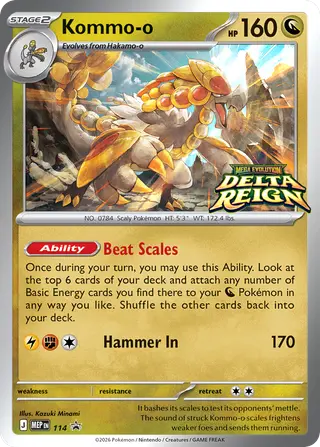 STAGE2
Kommo-o
HP 160
Evolves from Hakamo-o
MEGA EVOLUTION
DELTA
REIGN
NO. 0784 Scaly Pokémon HT: 5'3" WT: 172.4 lbs.
Ability Beat Scales
Once during your turn, you may use this Ability. Look at
the top 6 cards of your deck and attach any number of
Basic Energy cards you find there to your Pokémon in
any way you like. Shuffle the other cards back into
your deck.
Hammer In 170
weakness resistance retreat
Illus. Kazuki Minami
J MEP EN 114
It bashes its scales to test its opponents.
The sound of struck Kommo-o scales frightens
weaker foes and sends them running.
©2026 Pokémon / Nintendo / Creatures / GAME FREAK